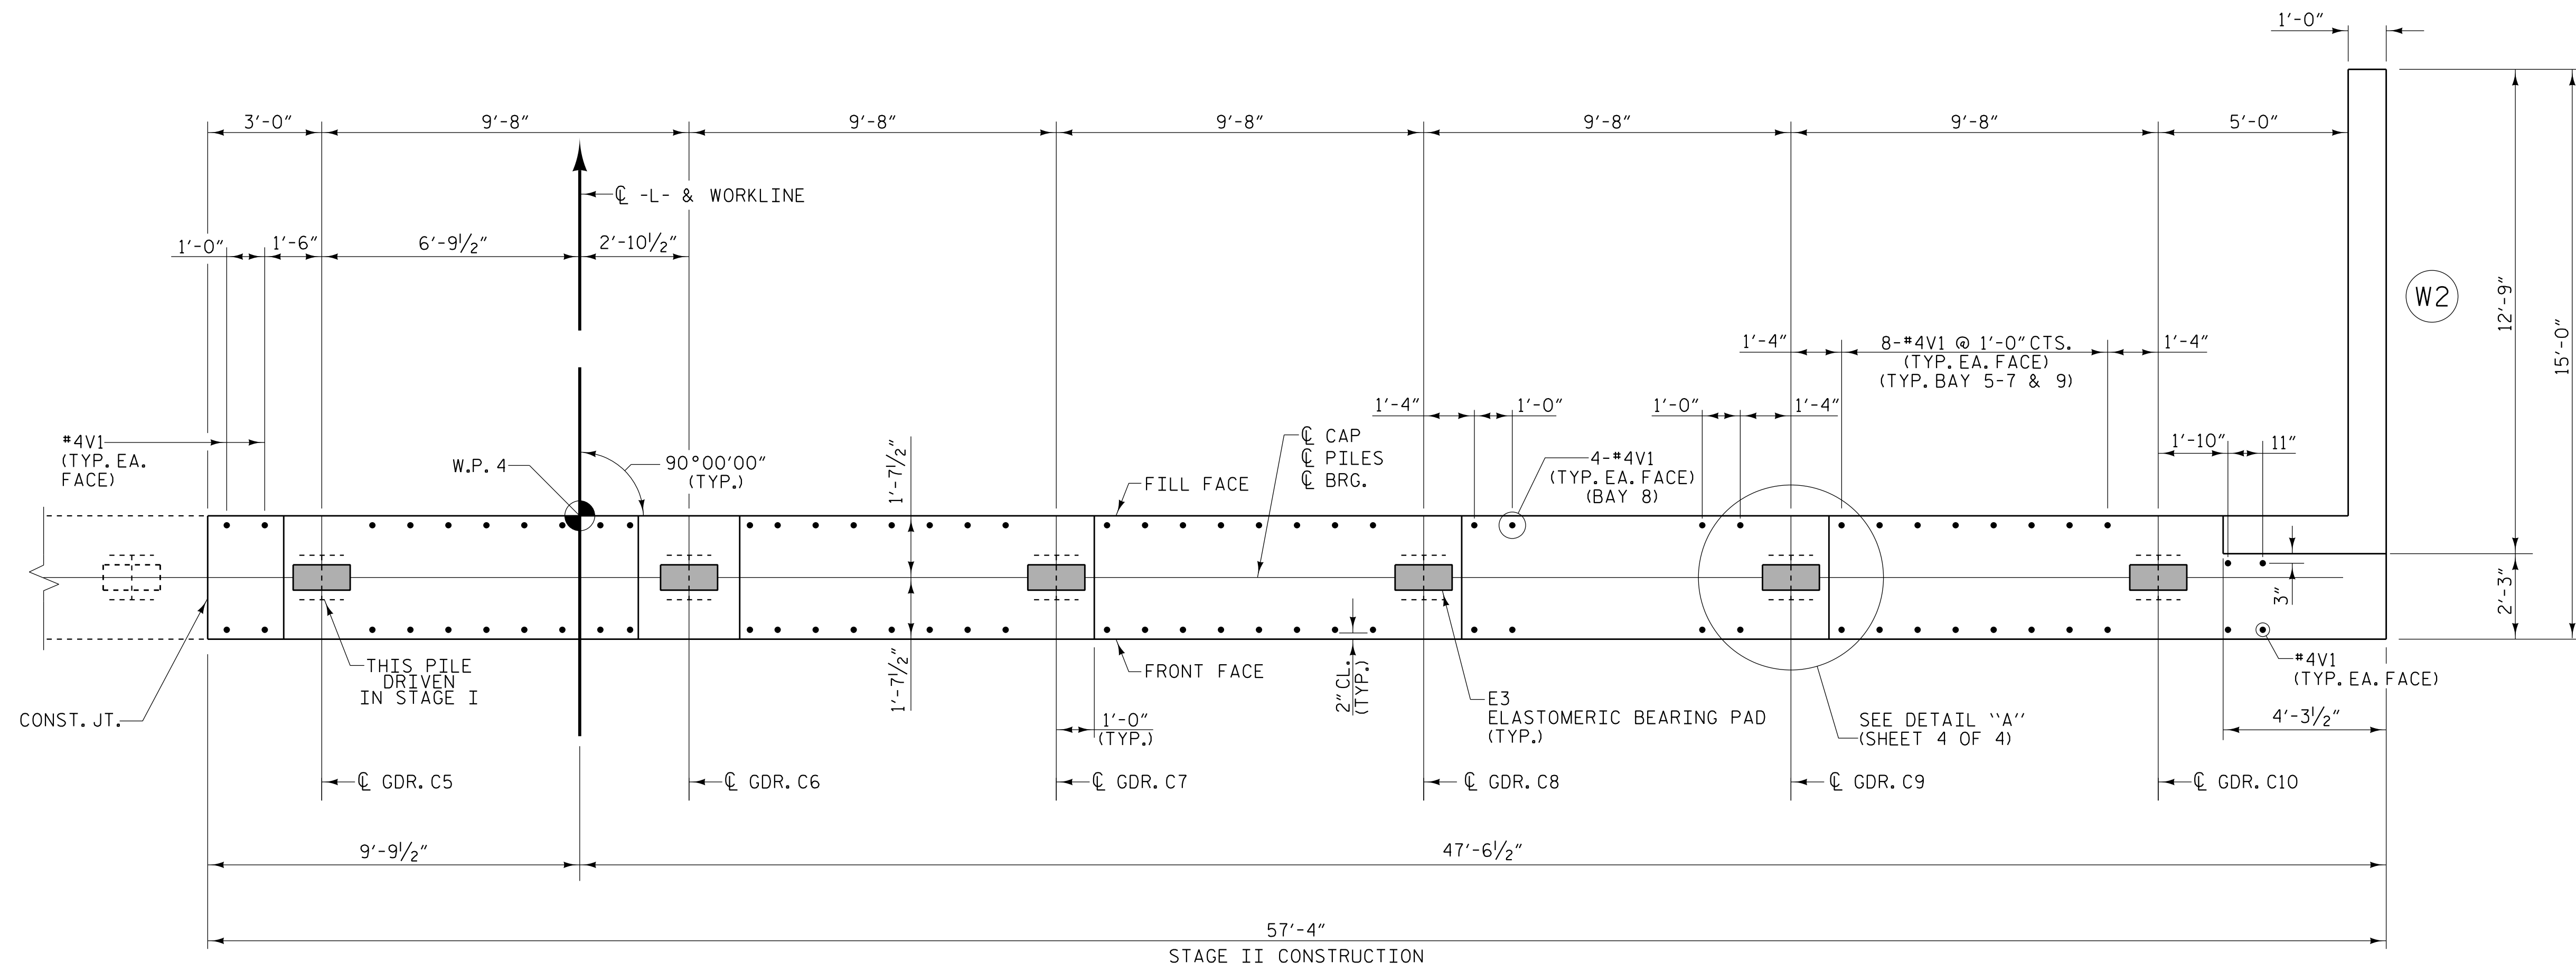 1'-0"
3'-0"
9'-8"
9'-8"
9'-8"
9'-8"
9'-8"
5'-0"
℄ -L- & WORKLINE
1'-0"
1'-6"
6'-9½"
2'-10½"
W2
12'-9"
15'-0"
1'-4"
8-#4V1 @ 1'-0" CTS.
(TYP. EA. FACE)
(TYP. BAY 5-7 & 9)
1'-4"
1'-4"
1'-0"
1'-0"
1'-4"
#4V1
(TYP. EA.
FACE)
W.P. 4
90°00'00"
(TYP.)
1'-7½"
FILL FACE
℄ CAP
℄ PILES
℄ BRG.
4-#4V1
(TYP. EA. FACE)
(BAY 8)
1'-10"
11"
3"
2'-3"
THIS PILE
DRIVEN
IN STAGE I
CONST. JT.
1'-7½"
FRONT FACE
1'-0"
(TYP.)
2" CL.
(TYP.)
E3
ELASTOMERIC BEARING PAD
(TYP.)
SEE DETAIL "A"
(SHEET 4 OF 4)
#4V1
(TYP. EA. FACE)
4'-3½"
℄ GDR. C5
℄ GDR. C6
℄ GDR. C7
℄ GDR. C8
℄ GDR. C9
℄ GDR. C10
9'-9½"
47'-6½"
57'-4"
STAGE II CONSTRUCTION